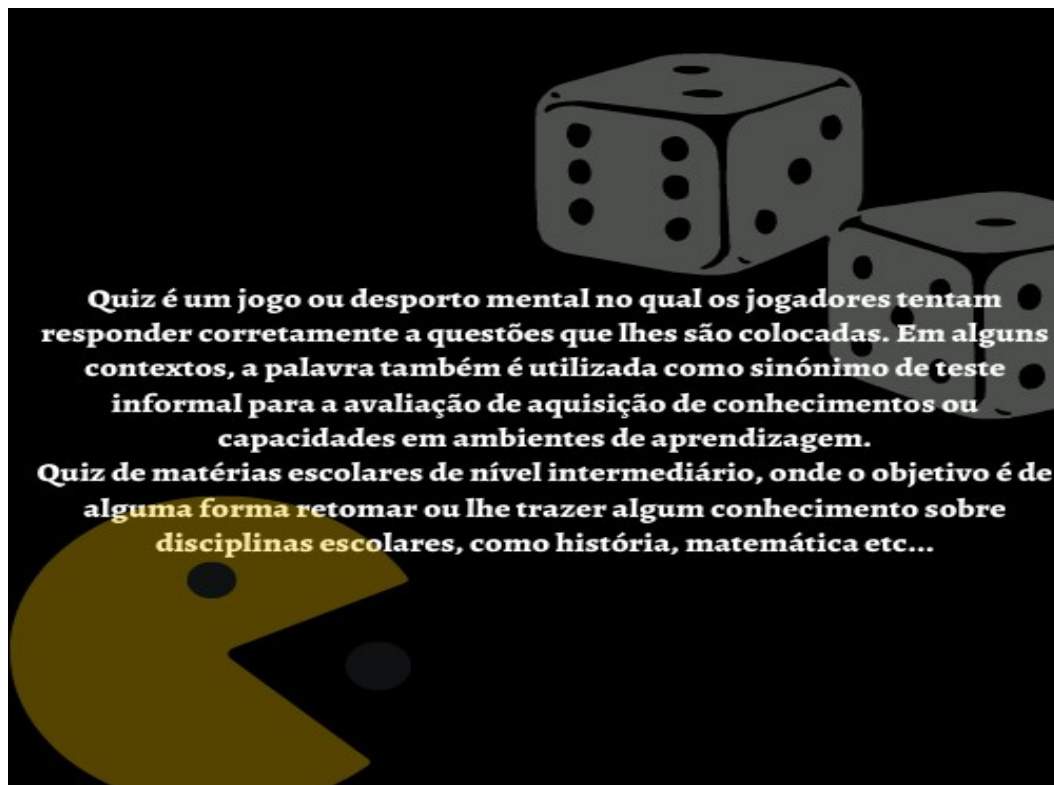 Quiz é um jogo ou desporto mental no qual os jogadores tentam
responder corretamente a questões que lhes são colocadas. Em alguns
contextos, a palavra também é utilizada como sinónimo de teste
informal para a avaliação de aquisição de conhecimentos ou
capacidades em ambientes de aprendizagem.
Quiz de matérias escolares de nível intermediário, onde o objetivo é de
alguma forma retomar ou lhe trazer algum conhecimento sobre
disciplinas escolares, como história, matemática etc...